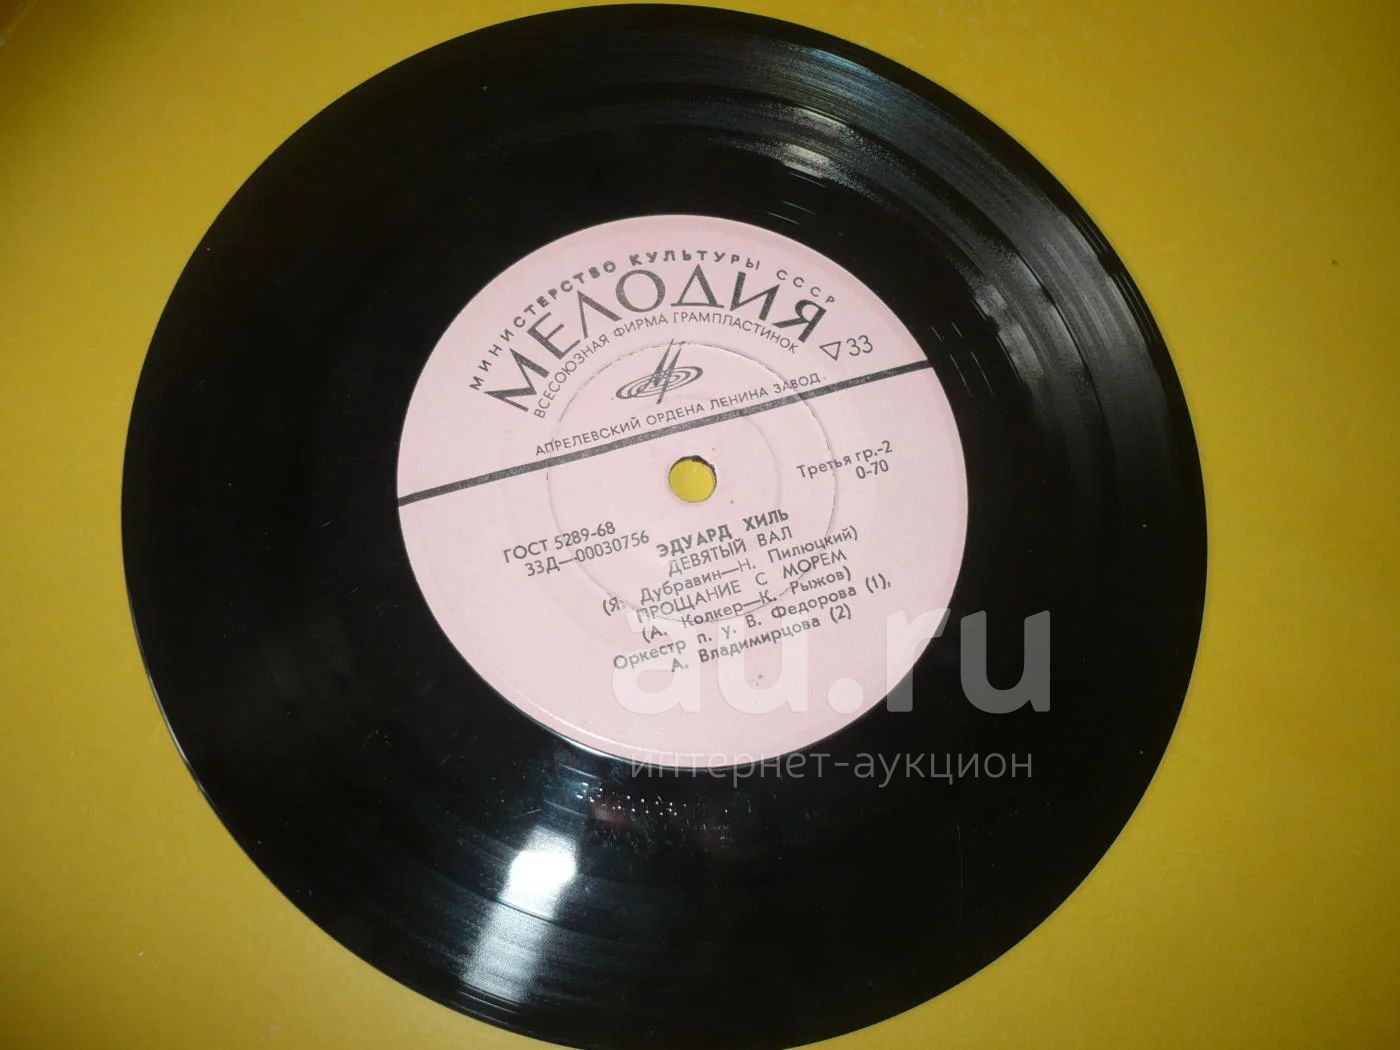 МИНИСТЕРСТВО КУЛЬТУРЫ СССР
МЕЛОДИЯ
ВСЕСОЮЗНАЯ ФИРМА ГРАМПЛАСТИНОК
33
АПРЕЛЕВСКИЙ ОРДЕНА ЛЕНИНА ЗАВОД
Третья гр.-2
0-70
ГОСТ 5289-68
33Д—00030756
ЭДУАРД ХИЛЬ
ДЕВЯТЫЙ ВАЛ
(Я. Дубравин—Н. Пилюцкий)
ПРОЩАНИЕ С МОРЕМ
(А. Колкер—К. Рыжов)
Оркестр п. у. В. Федорова (1),
А. Владимирцова (2)
au.ru
интернет-аукцион